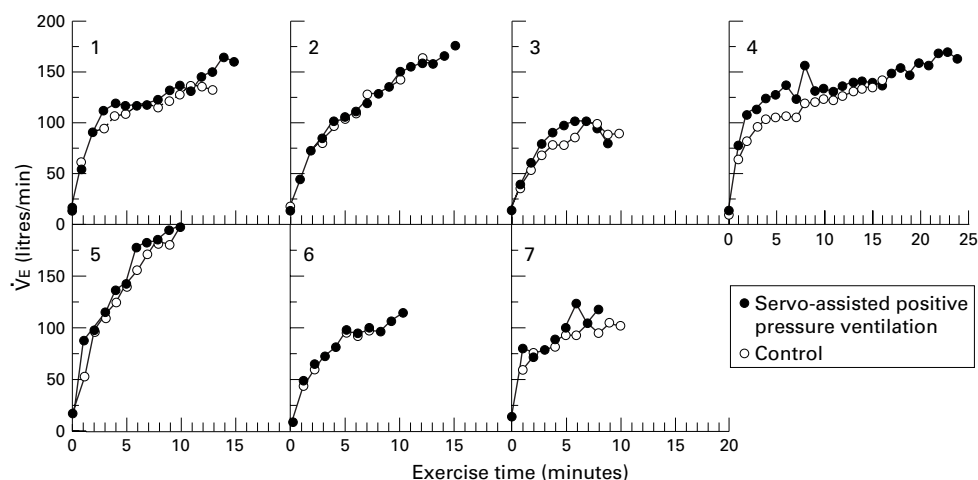 200
150
100
50
0
1
2
3
4
0 5 10 15 20 25
150
100
50
0
5
6
7
0 5 10 15 0 5 10 15 0 5 10 15 20
V̇E (litres/min)
Exercise time (minutes)
Servo-assisted positive
pressure ventilation
Control